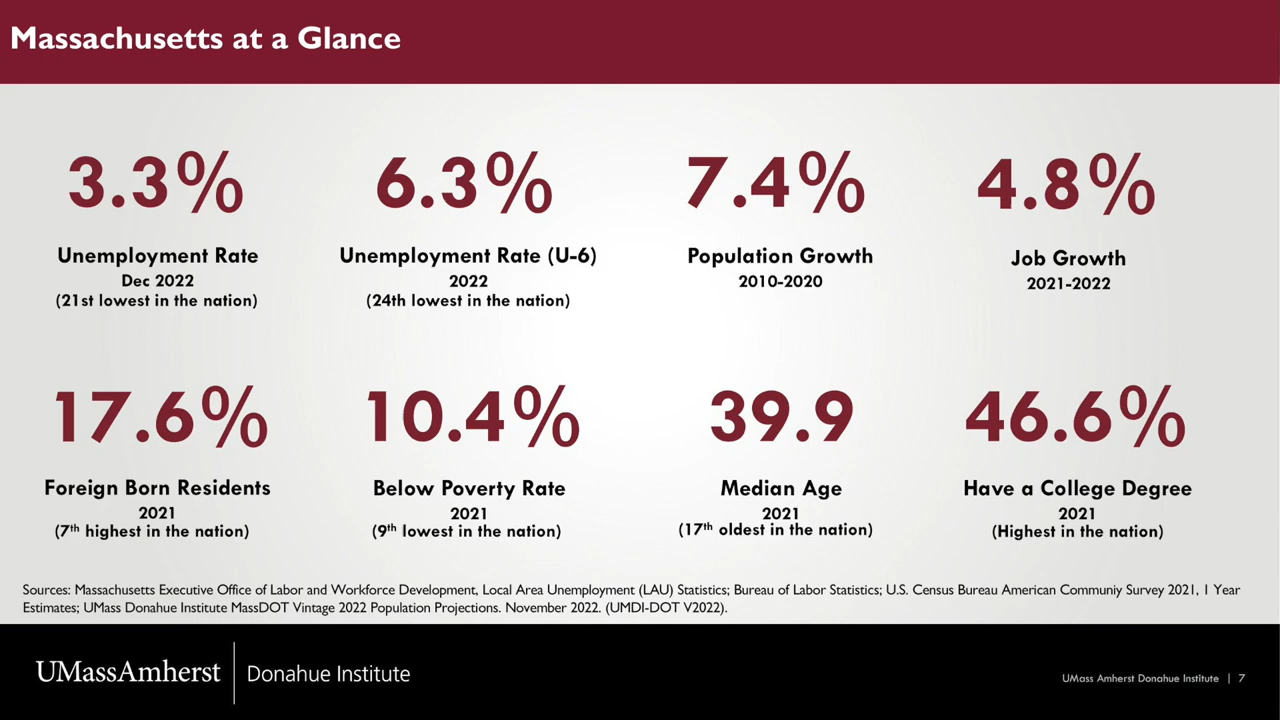 Massachusetts at a Glance
3.3%
Unemployment Rate
Dec 2022
(21st lowest in the nation)
6.3%
Unemployment Rate (U-6)
2022
(24th lowest in the nation)
7.4%
Population Growth
2010-2020
4.8%
Job Growth
2021-2022
17.6%
Foreign Born Residents
2021
(7th highest in the nation)
10.4%
Below Poverty Rate
2021
(9th lowest in the nation)
39.9
Median Age
2021
(17th oldest in the nation)
46.6%
Have a College Degree
2021
(Highest in the nation)
Sources: Massachusetts Executive Office of Labor and Workforce Development, Local Area Unemployment (LAU) Statistics; Bureau of Labor Statistics; U.S. Census Bureau American Communiy Survey 2021, 1 Year
Estimates; UMass Donahue Institute MassDOT Vintage 2022 Population Projections. November 2022. (UMDI-DOT V2022).
UMassAmherst | Donahue Institute
UMass Amherst Donahue Institute | 7